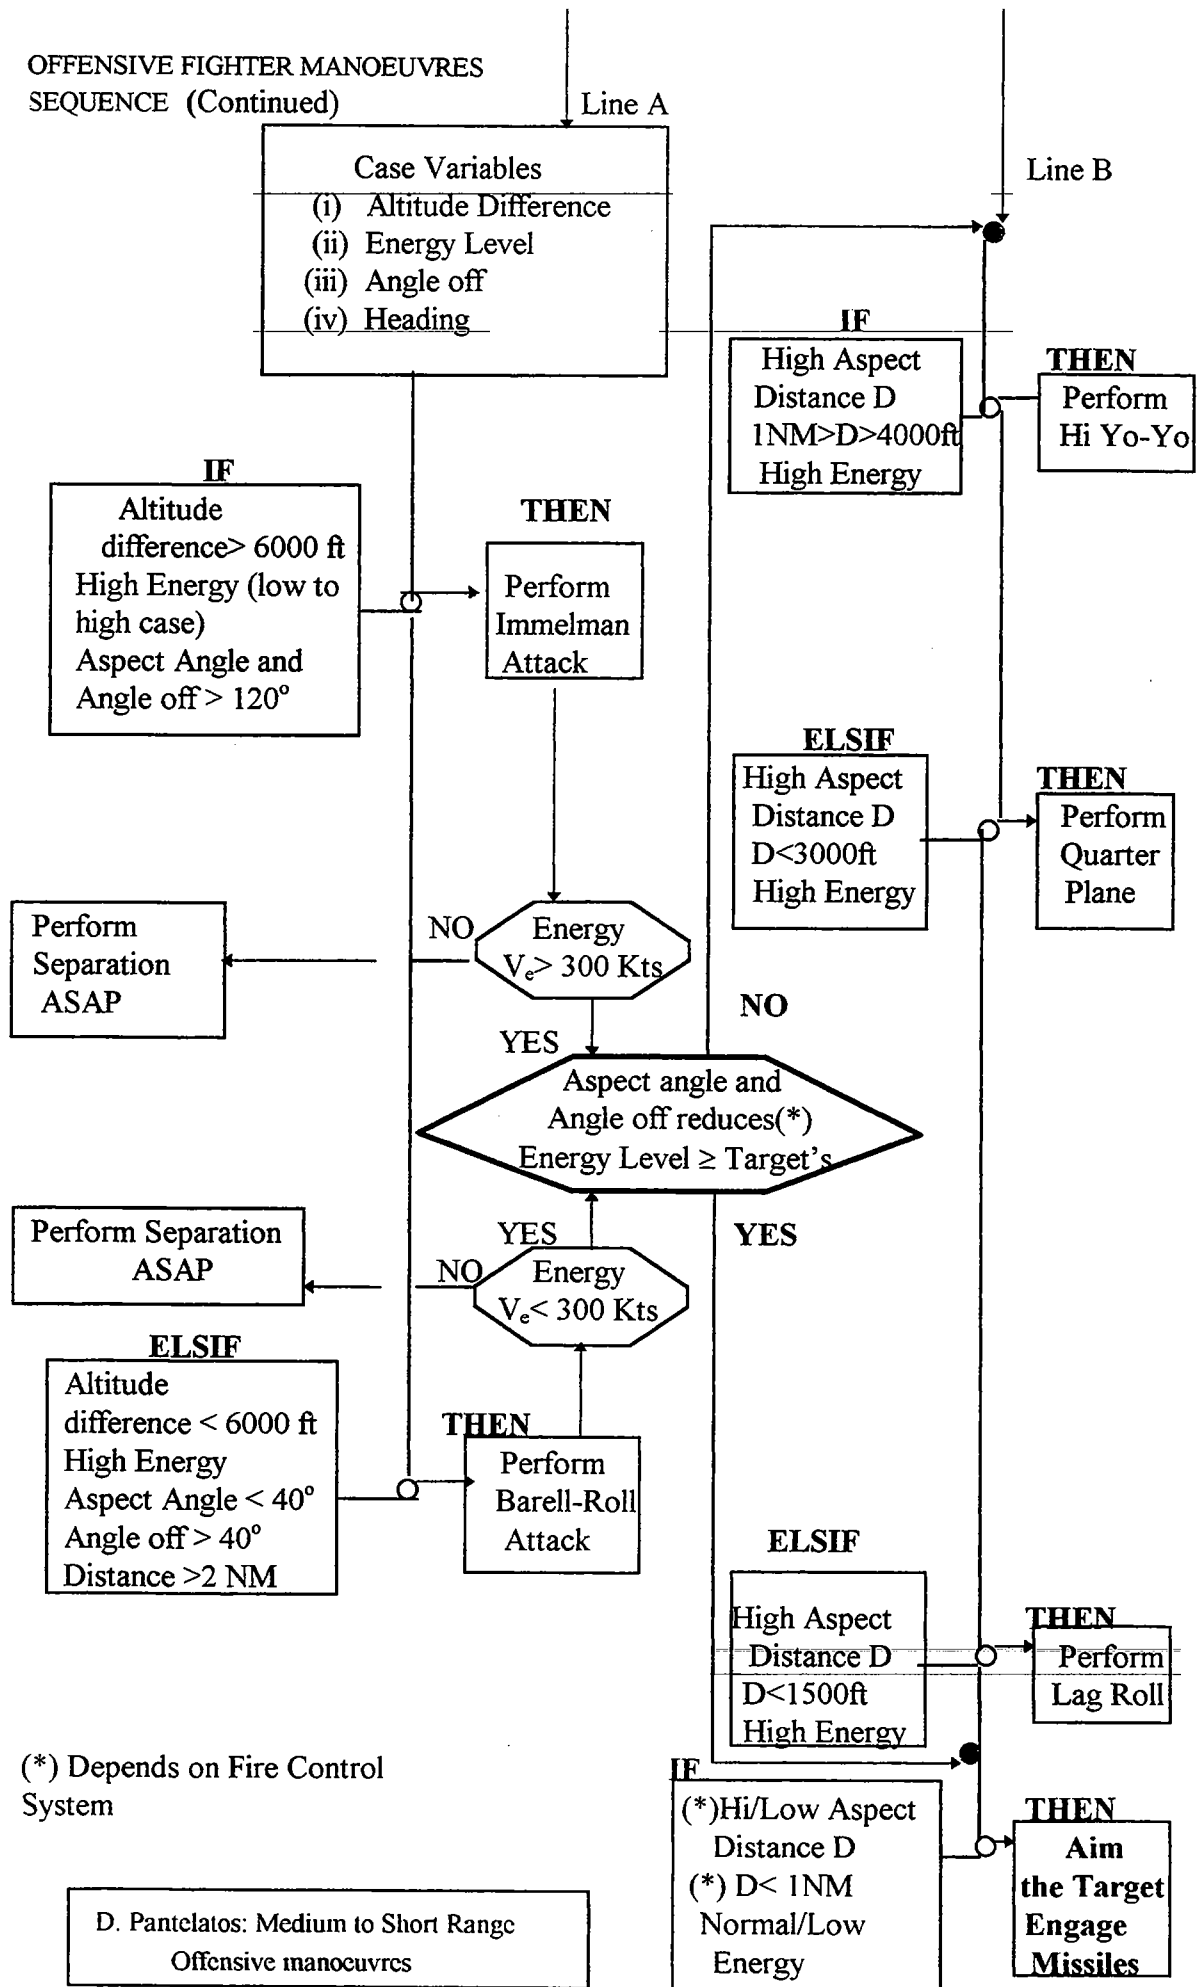 OFFENSIVE FIGHTER MANOEUVRES
SEQUENCE (Continued)
Line A
Line B
Case Variables
(i) Altitude Difference
(ii) Energy Level
(iii) Angle off
(iv) Heading
IF
High Aspect
Distance D
1NM>D>4000ft
High Energy
THEN
Perform
Hi Yo-Yo
IF
Altitude
difference> 6000 ft
High Energy (low to
high case)
Aspect Angle and
Angle off > 120°
THEN
Perform
Immelman
Attack
ELSIF
High Aspect
Distance D
D<3000ft
High Energy
THEN
Perform
Quarter
Plane
Perform
Separation
ASAP
NO
Energy
Ve> 300 Kts
YES
NO
Aspect angle and
Angle off reduces(*)
Energy Level ≥ Target's
YES
Perform Separation
ASAP
YES
NO
Energy
Ve< 300 Kts
ELSIF
Altitude
difference < 6000 ft
High Energy
Aspect Angle < 40°
Angle off > 40°
Distance >2 NM
THEN
Perform
Barell-Roll
Attack
ELSIF
High Aspect
Distance D
D<1500ft
High Energy
THEN
Perform
Lag Roll
(*) Depends on Fire Control
System
IF
(*)Hi/Low Aspect
Distance D
(*) D< 1NM
Normal/Low
Energy
THEN
Aim
the Target
Engage
Missiles
D. Pantelatos: Medium to Short Range
Offensive manoeuvres